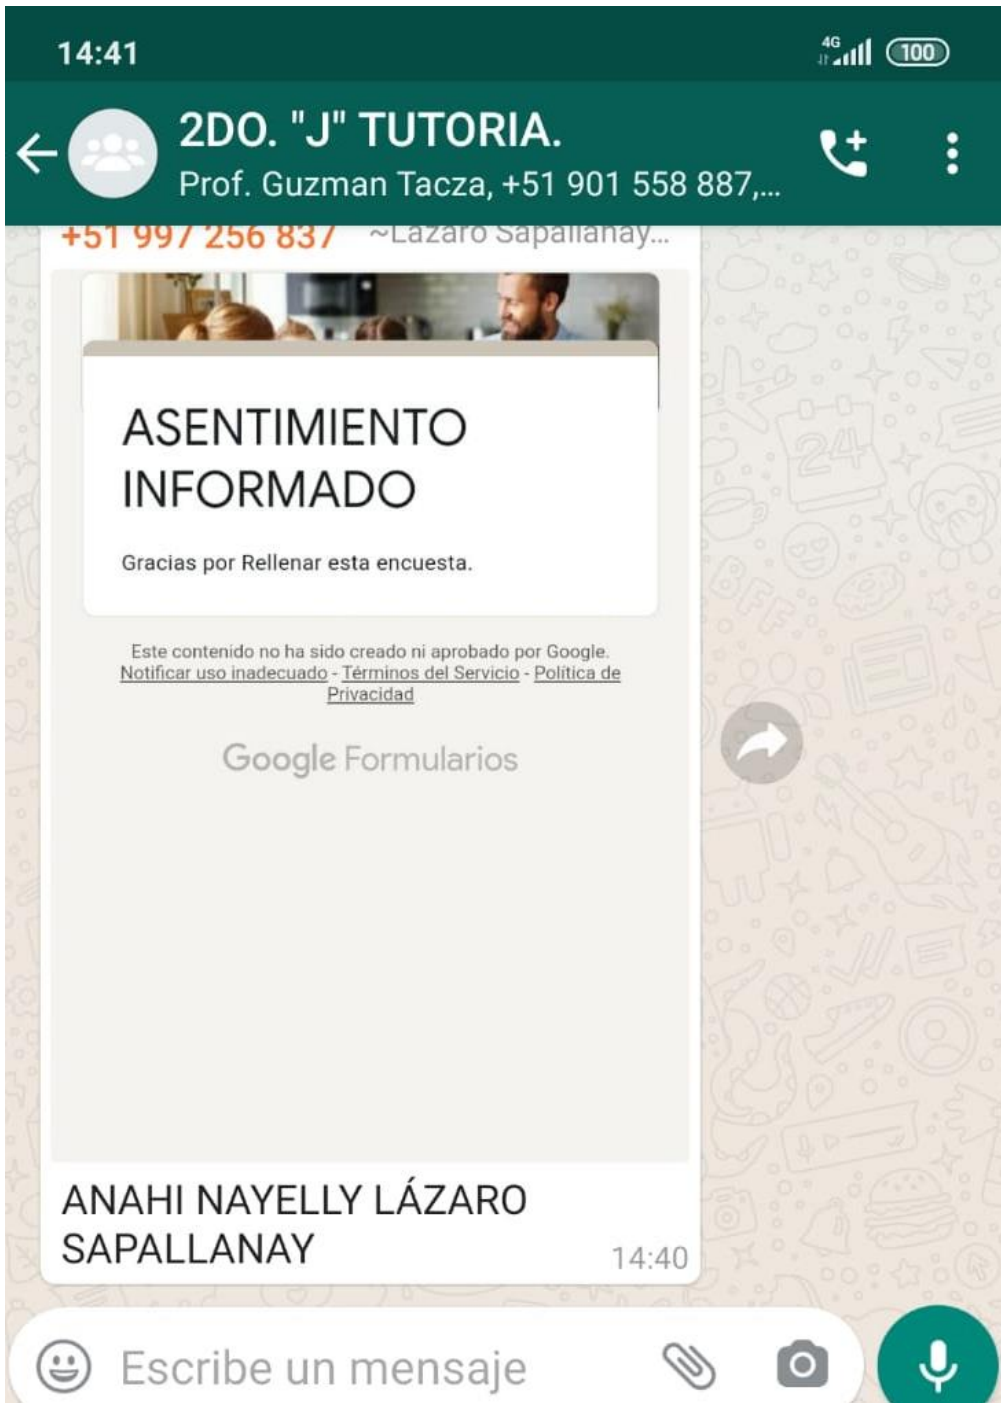 14:41
4G
100
2DO. "J" TUTORIA.
Prof. Guzman Tacza, +51 901 558 887,...
+51 997 256 837 ~Lázaro Sapallanay...
ASENTIMIENTO
INFORMADO
Gracias por Rellenar esta encuesta.
Este contenido no ha sido creado ni aprobado por Google.
Notificar uso inadecuado - Términos del Servicio - Política de
Privacidad
Google Formularios
ANAHI NAYELLY LÁZARO
SAPALLANAY
14:40
Escribe un mensaje